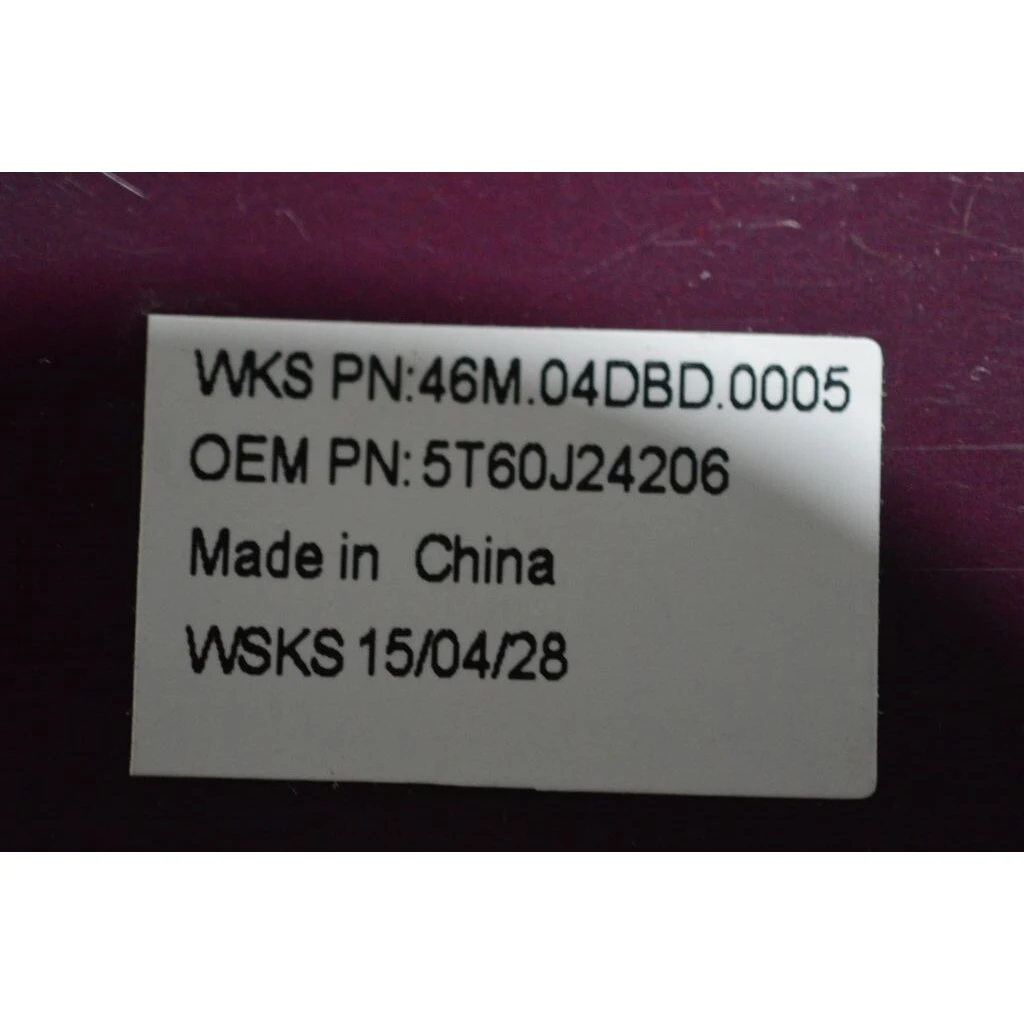 WKS PN:46M.04DBD.0005
OEM PN: 5T60J24206
Made in China
WSKS 15/04/28